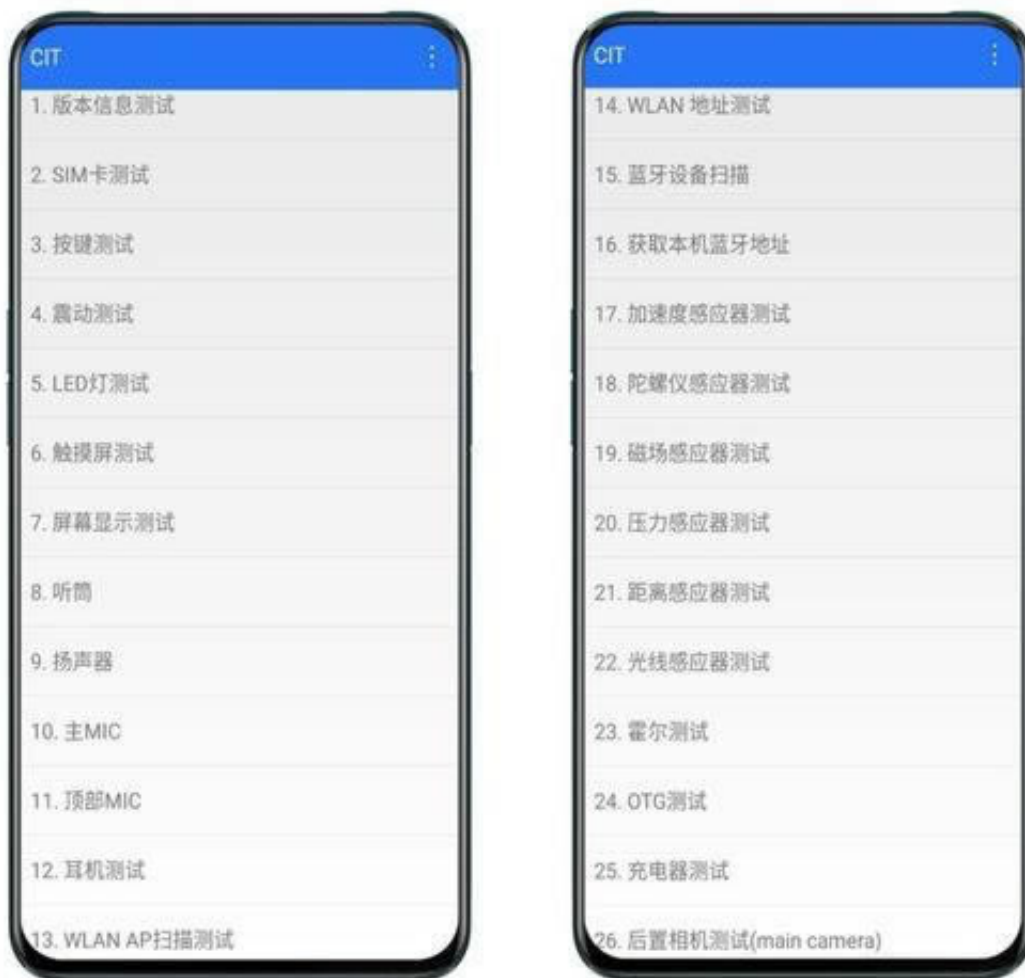 CIT
1. 版本信息测试
2. SIM卡测试
3. 按键测试
4. 震动测试
5. LED灯测试
6. 触摸屏测试
7. 屏幕显示测试
8. 听筒
9. 扬声器
10. 主MIC
11. 顶部MIC
12. 耳机测试
13. WLAN AP扫描测试
CIT
14. WLAN 地址测试
15. 蓝牙设备扫描
16. 获取本机蓝牙地址
17. 加速度感应器测试
18. 陀螺仪感应器测试
19. 磁场感应器测试
20. 压力感应器测试
21. 距离感应器测试
22. 光线感应器测试
23. 霍尔测试
24. OTG测试
25. 充电器测试
26. 后置相机测试(main camera)